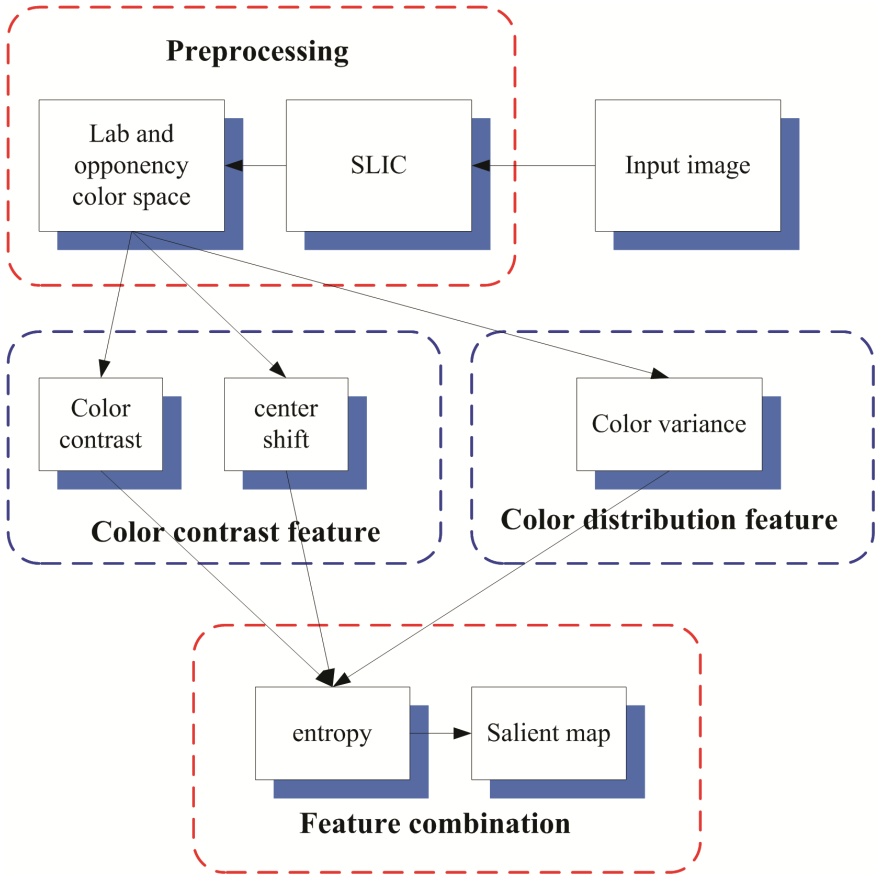 Preprocessing
Lab and
opponency
color space
SLIC
Input image
Color
contrast
center
shift
Color variance
Color contrast feature
Color distribution feature
entropy
Salient map
Feature combination